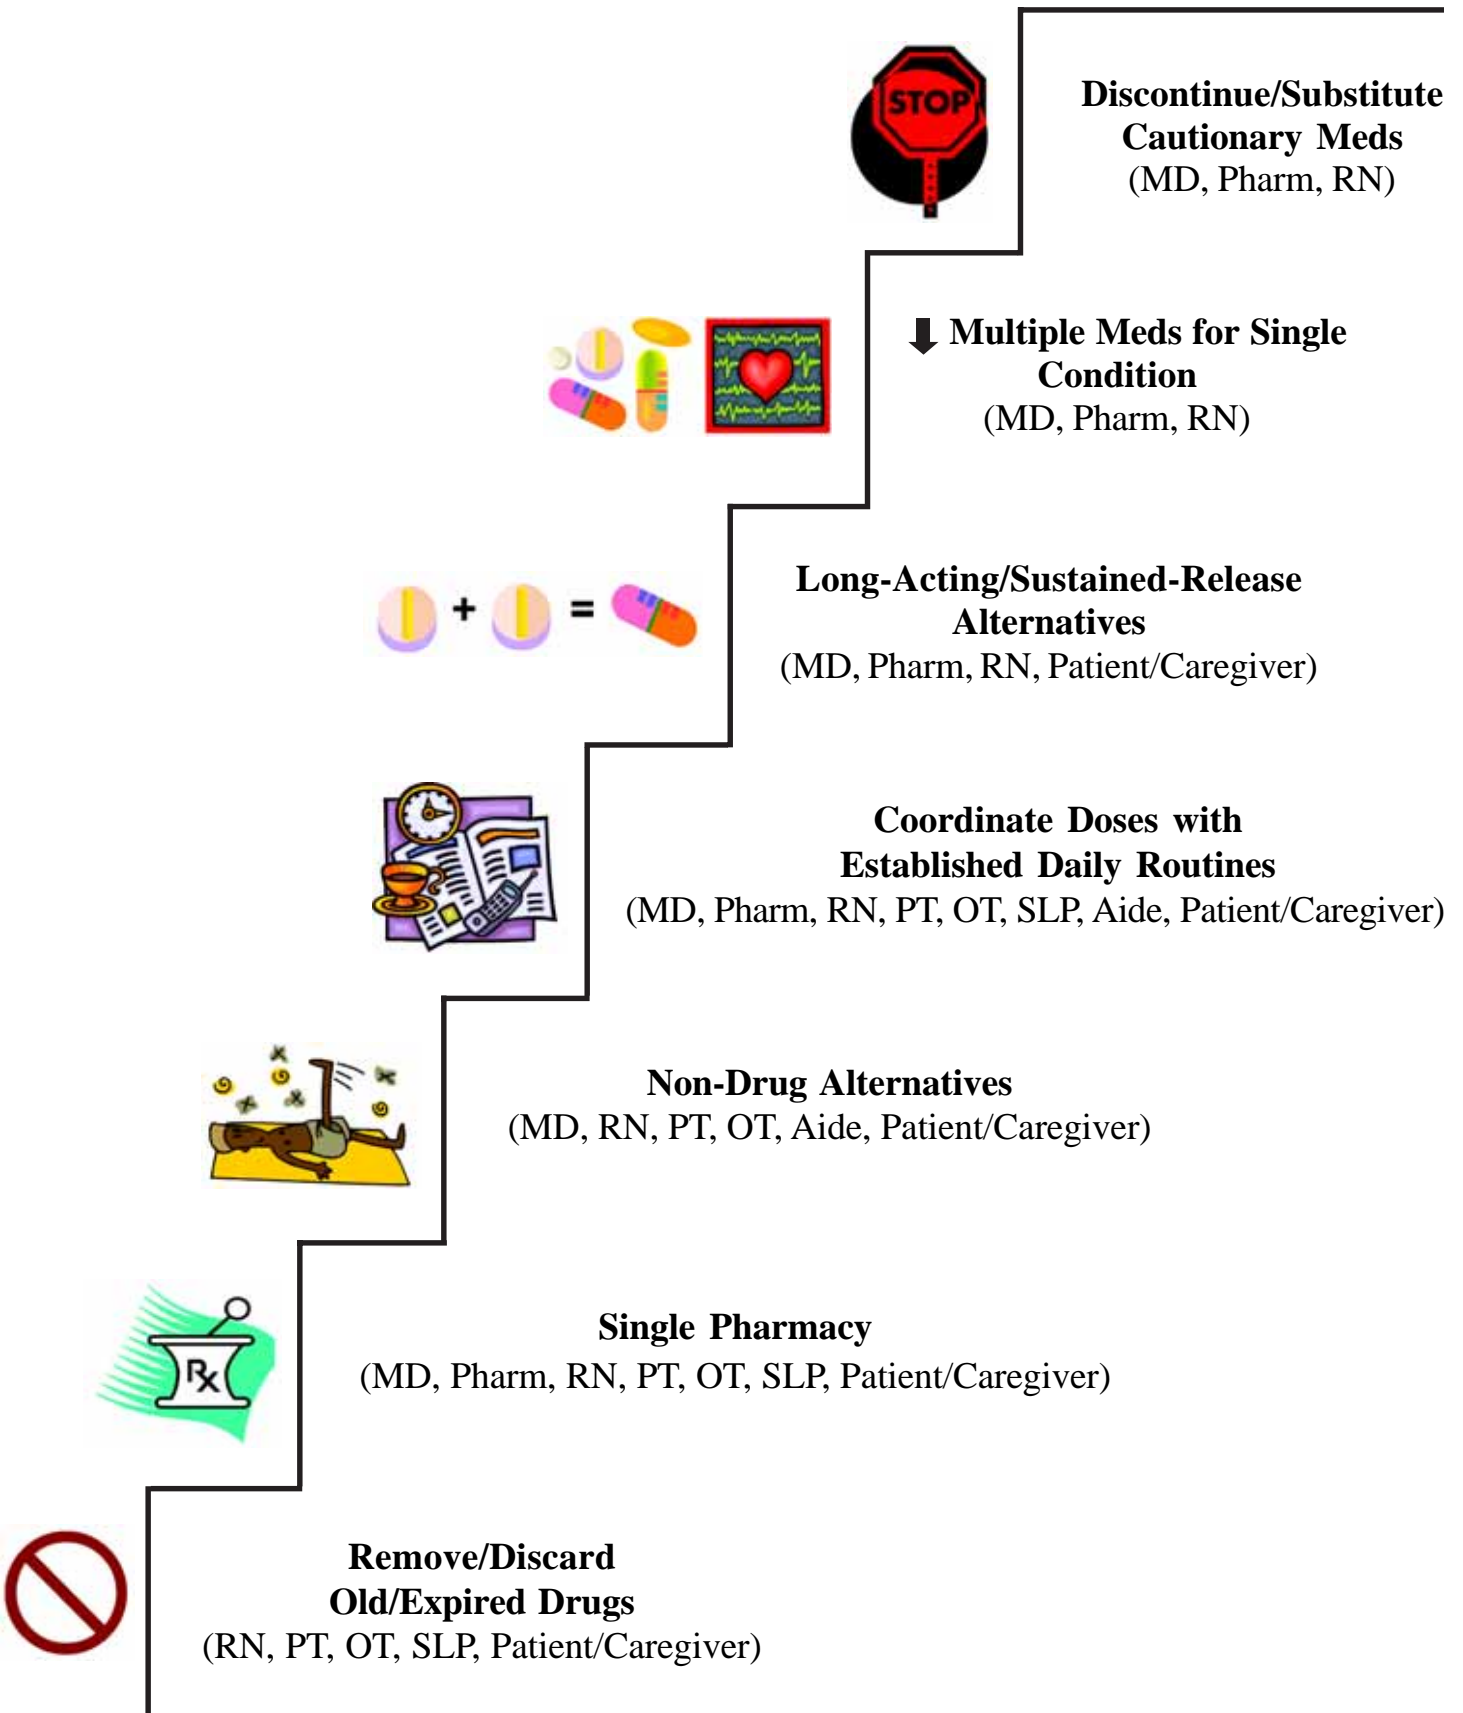 STOP
Discontinue/Substitute
Cautionary Meds
(MD, Pharm, RN)
Multiple Meds for Single
Condition
(MD, Pharm, RN)
+ =
Long-Acting/Sustained-Release
Alternatives
(MD, Pharm, RN, Patient/Caregiver)
Coordinate Doses with
Established Daily Routines
(MD, Pharm, RN, PT, OT, SLP, Aide, Patient/Caregiver)
Non-Drug Alternatives
(MD, RN, PT, OT, Aide, Patient/Caregiver)
Rx
Single Pharmacy
(MD, Pharm, RN, PT, OT, SLP, Patient/Caregiver)
Remove/Discard
Old/Expired Drugs
(RN, PT, OT, SLP, Patient/Caregiver)